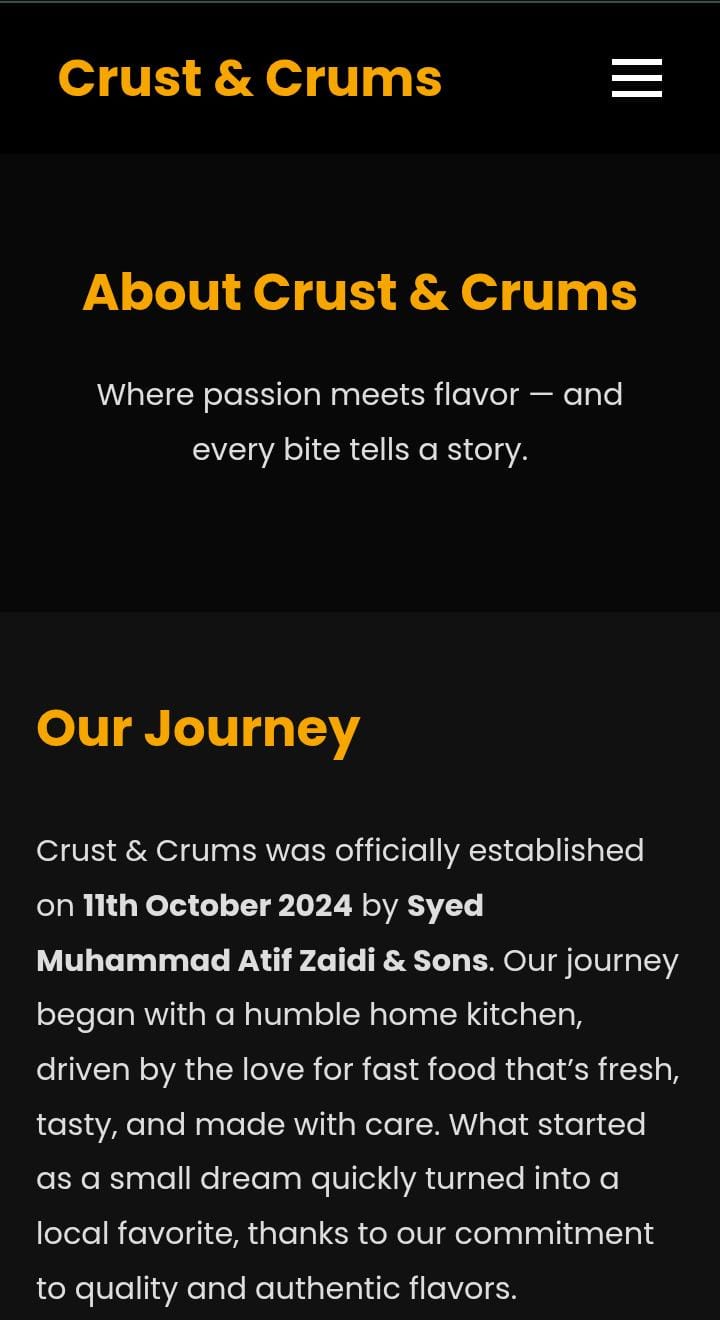 Crust & Crums
About Crust & Crums
Where passion meets flavor — and
every bite tells a story.
Our Journey
Crust & Crums was officially established
on 11th October 2024 by Syed
Muhammad Atif Zaidi & Sons. Our journey
began with a humble home kitchen,
driven by the love for fast food that’s fresh,
tasty, and made with care. What started
as a small dream quickly turned into a
local favorite, thanks to our commitment
to quality and authentic flavors.